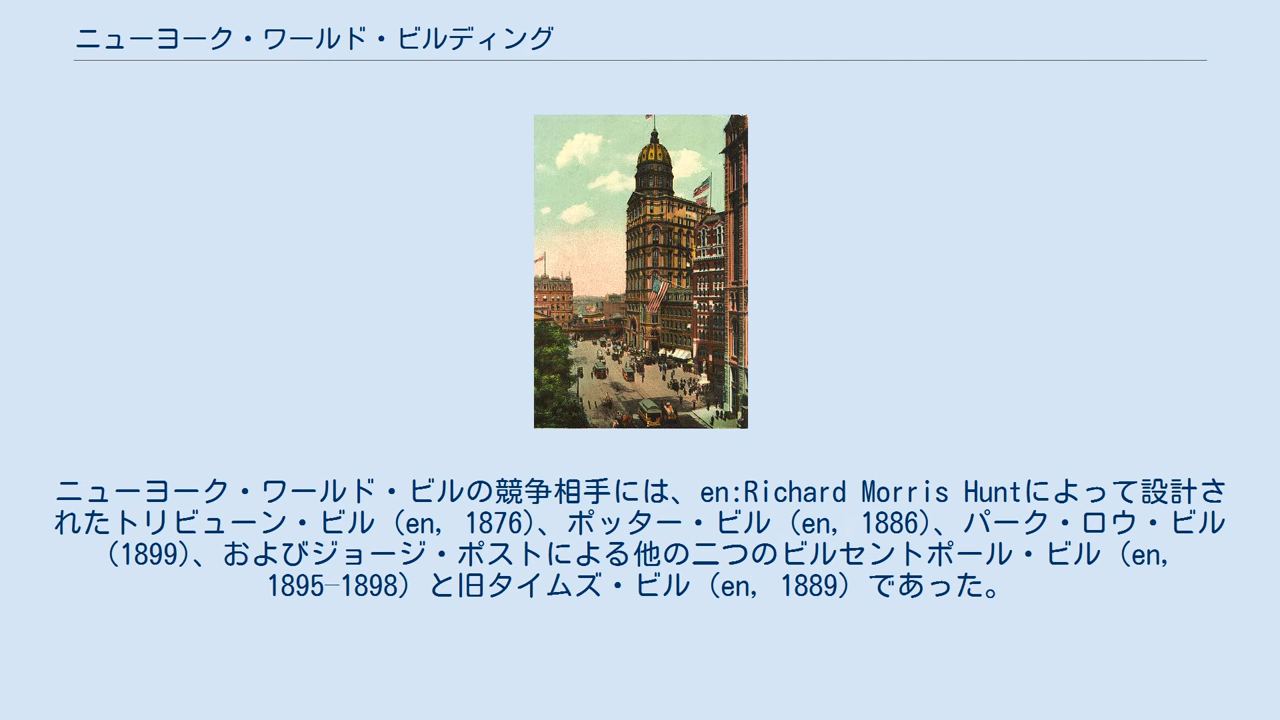 ニューヨーク・ワールド・ビルディング
ニューヨーク・ワールド・ビルの競争相手には、en:Richard Morris Huntによって設計さ
れたトリビューン・ビル（en, 1876）、ポッター・ビル（en, 1886）、パーク・ロウ・ビル
（1899）、およびジョージ・ポストによる他の二つのビルセントポール・ビル（en,
1895–1898）と旧タイムズ・ビル（en, 1889）であった。